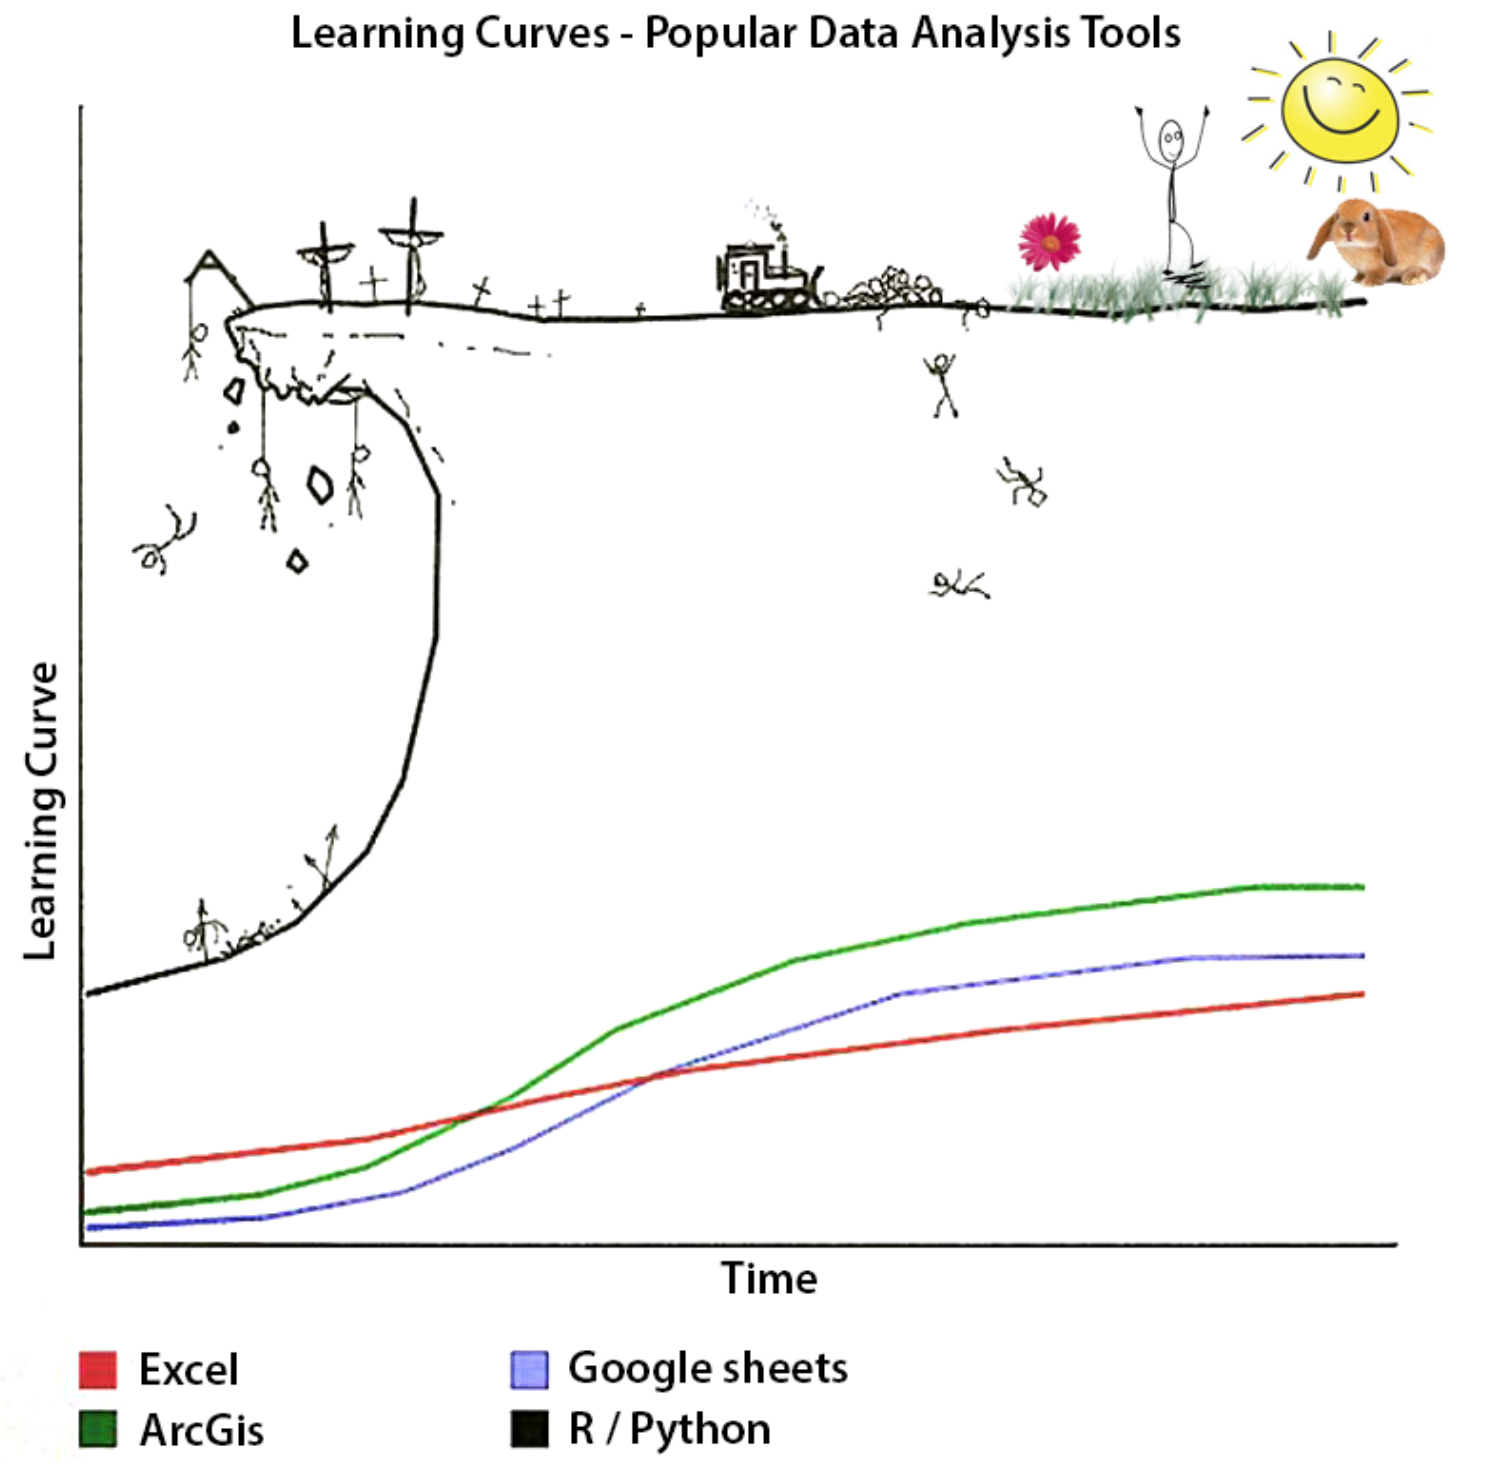 Learning Curves - Popular Data Analysis Tools
Learning Curve
Time
Excel
Google sheets
ArcGis
R / Python